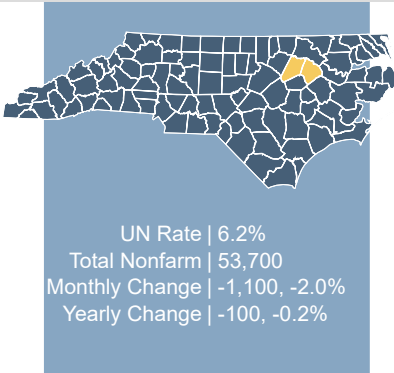 UN Rate | 6.2%
Total Nonfarm | 53,700
Monthly Change | -1,100, -2.0%
Yearly Change | -100, -0.2%